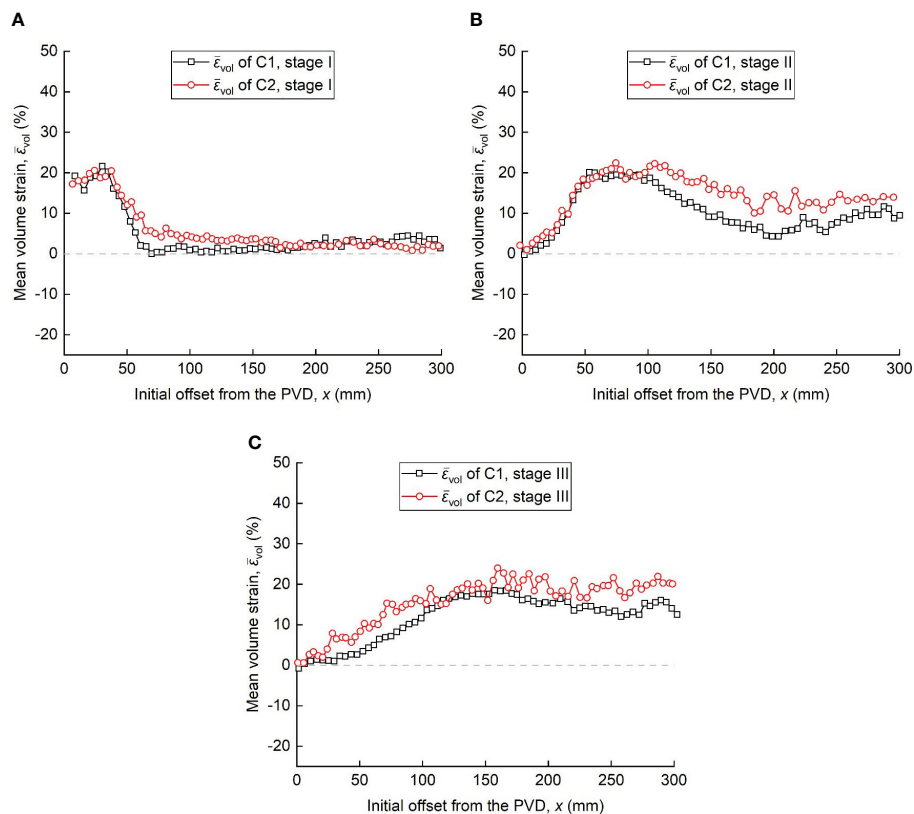 A
50
40
30
20
10
0
-10
-20
Mean volume strain, ε̄vol (%)
ε̄vol of C1, stage I
ε̄vol of C2, stage I
0 50 100 150 200 250 300
Initial offset from the PVD, x (mm)
B
50
40
30
20
10
0
-10
-20
Mean volume strain, ε̄vol (%)
ε̄vol of C1, stage II
ε̄vol of C2, stage II
0 50 100 150 200 250 300
Initial offset from the PVD, x (mm)
C
50
40
30
20
10
0
-10
-20
Mean volume strain, ε̄vol (%)
ε̄vol of C1, stage III
ε̄vol of C2, stage III
0 50 100 150 200 250 300
Initial offset from the PVD, x (mm)